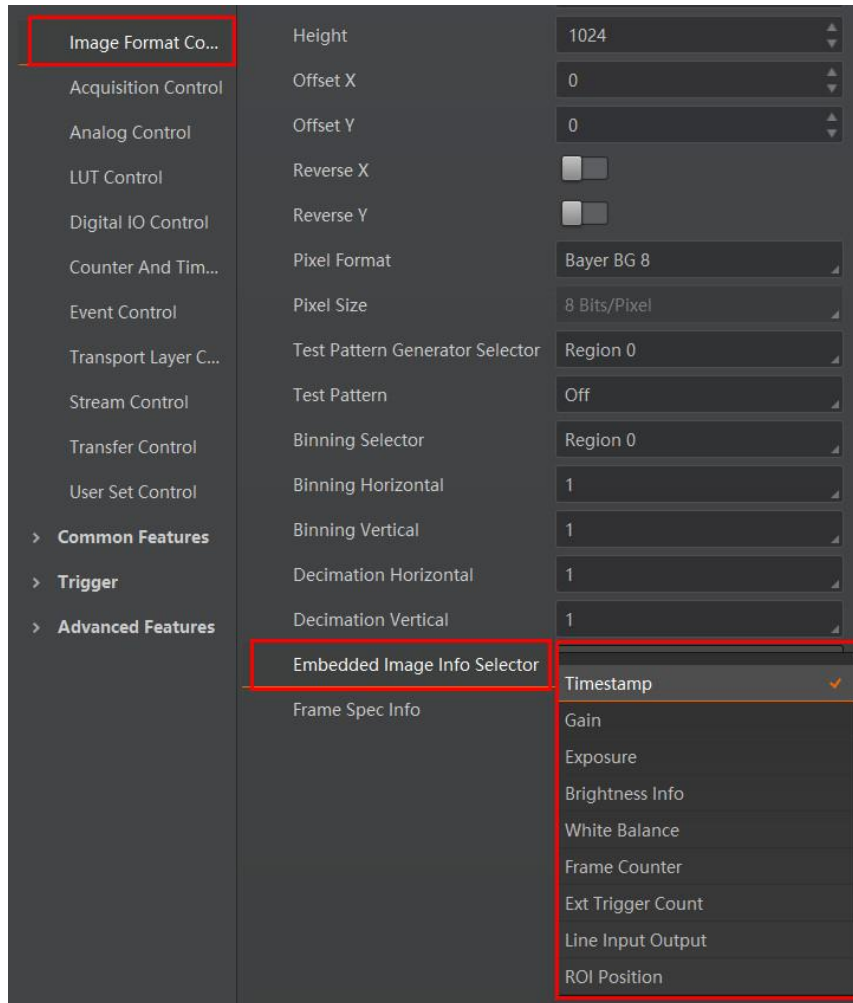 Image Format Co...
Acquisition Control
Analog Control
LUT Control
Digital IO Control
Counter And Tim...
Event Control
Transport Layer C...
Stream Control
Transfer Control
User Set Control
> Common Features
> Trigger
> Advanced Features
Height 1024
Offset X 0
Offset Y 0
Reverse X
Reverse Y
Pixel Format Bayer BG 8
Pixel Size 8 Bits/Pixel
Test Pattern Generator Selector Region 0
Test Pattern Off
Binning Selector Region 0
Binning Horizontal 1
Binning Vertical 1
Decimation Horizontal 1
Decimation Vertical 1
Embedded Image Info Selector
Frame Spec Info
Timestamp
Gain
Exposure
Brightness Info
White Balance
Frame Counter
Ext Trigger Count
Line Input Output
ROI Position